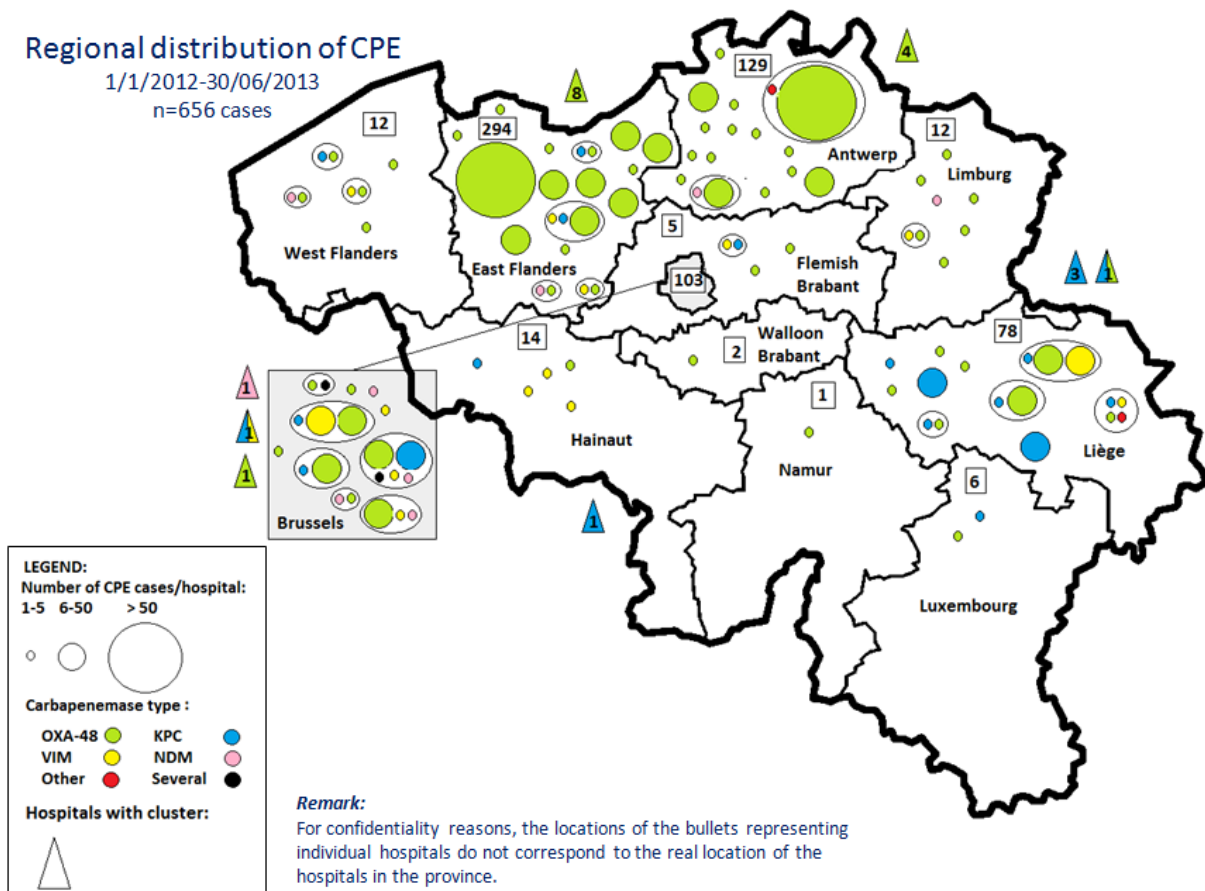 Regional distribution of CPE
1/1/2012-30/06/2013
n=656 cases
4
8
129
12
294
12
Antwerp
Limburg
5
West Flanders
East Flanders
103
Flemish
Brabant
3
1
14
2
Walloon
Brabant
78
1
1
1
1
Hainaut
Namur
Liège
6
Brussels
1
Luxembourg
LEGEND:
Number of CPE cases/hospital:
1-5 6-50 > 50
Carbapenemase type :
OXA-48 KPC
VIM NDM
Other Several
Hospitals with cluster:
Remark:
For confidentiality reasons, the locations of the bullets representing
individual hospitals do not correspond to the real location of the
hospitals in the province.